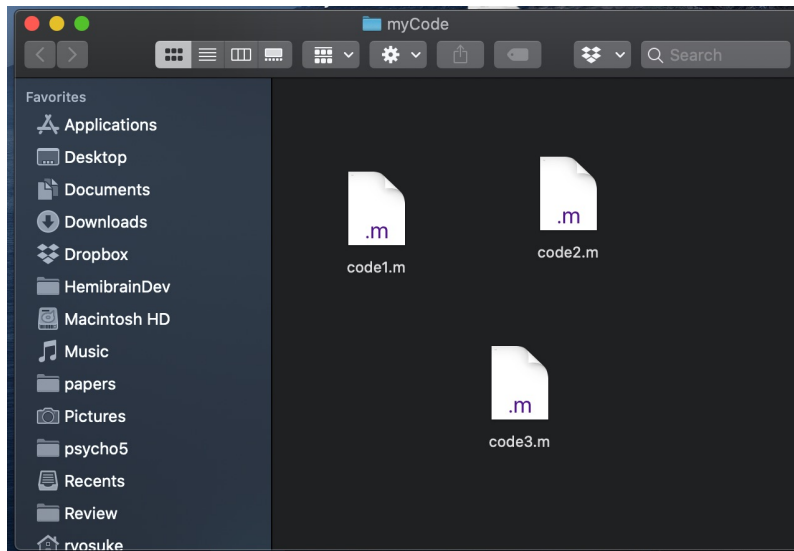 myCode
Search
Favorites
Applications
Desktop
Documents
Downloads
Dropbox
HemibrainDev
Macintosh HD
Music
papers
Pictures
psycho5
Recents
Review
ryosuke
.m
code1.m
.m
code2.m
.m
code3.m